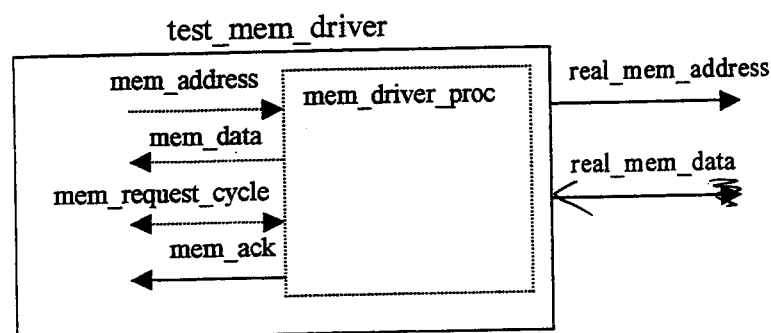 test_mem_driver
mem_address
mem_driver_proc
real_mem_address
mem_data
real_mem_data
mem_request_cycle
mem_ack